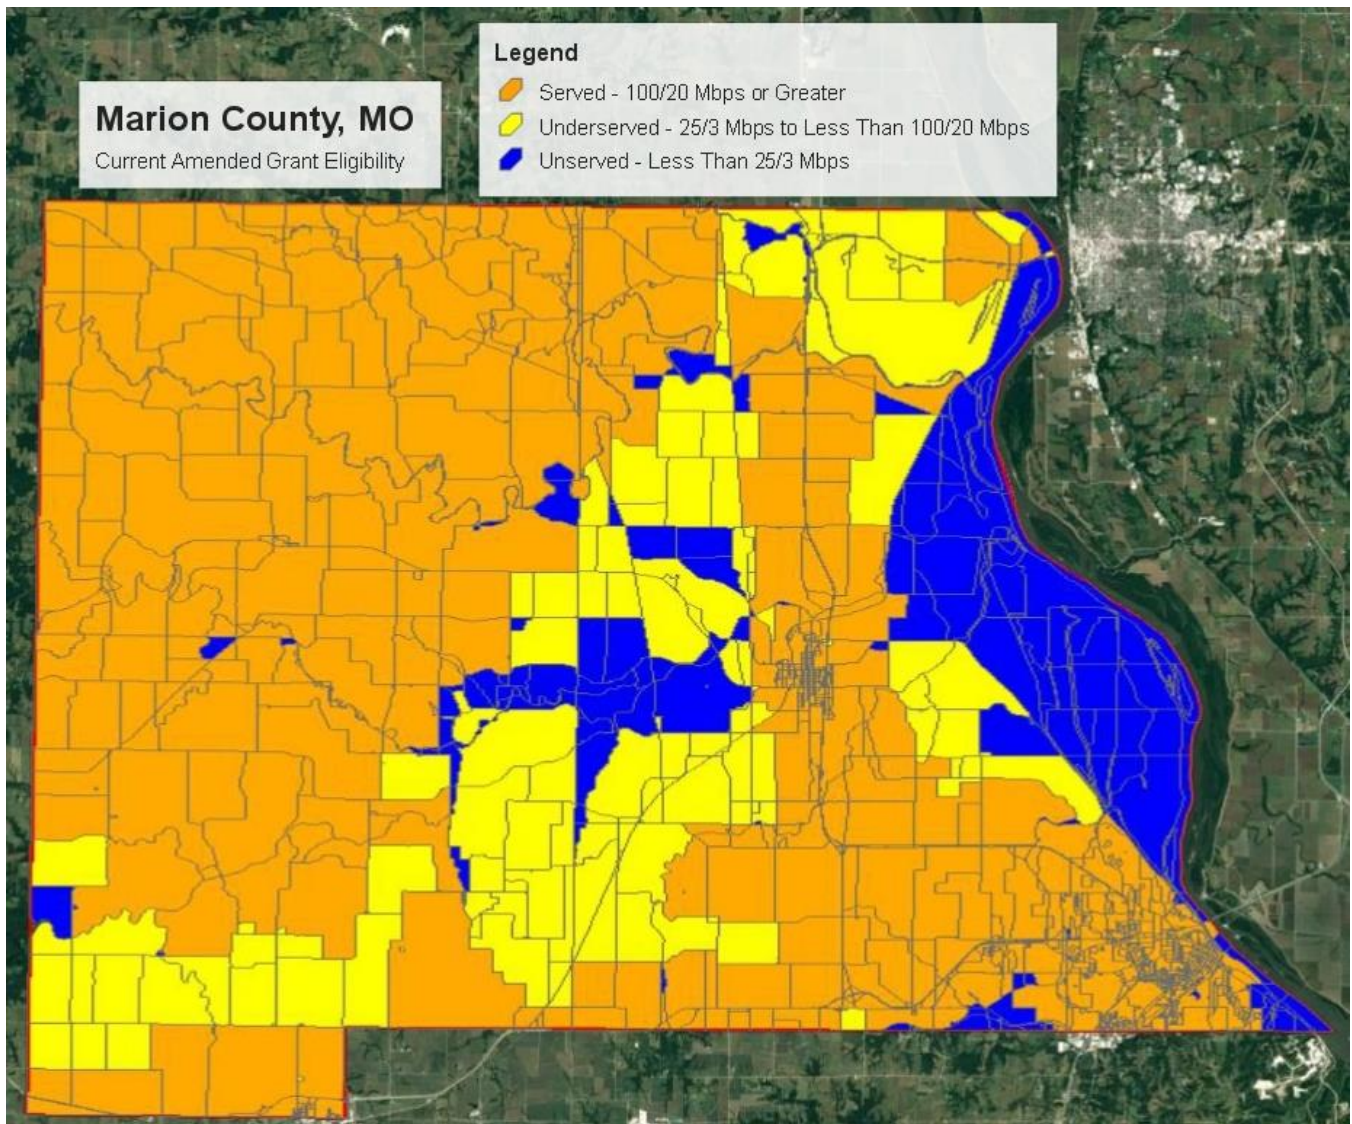 Marion County, MO
Current Amended Grant Eligibility
Legend
Served - 100/20 Mbps or Greater
Underserved - 25/3 Mbps to Less Than 100/20 Mbps
Unserved - Less Than 25/3 Mbps